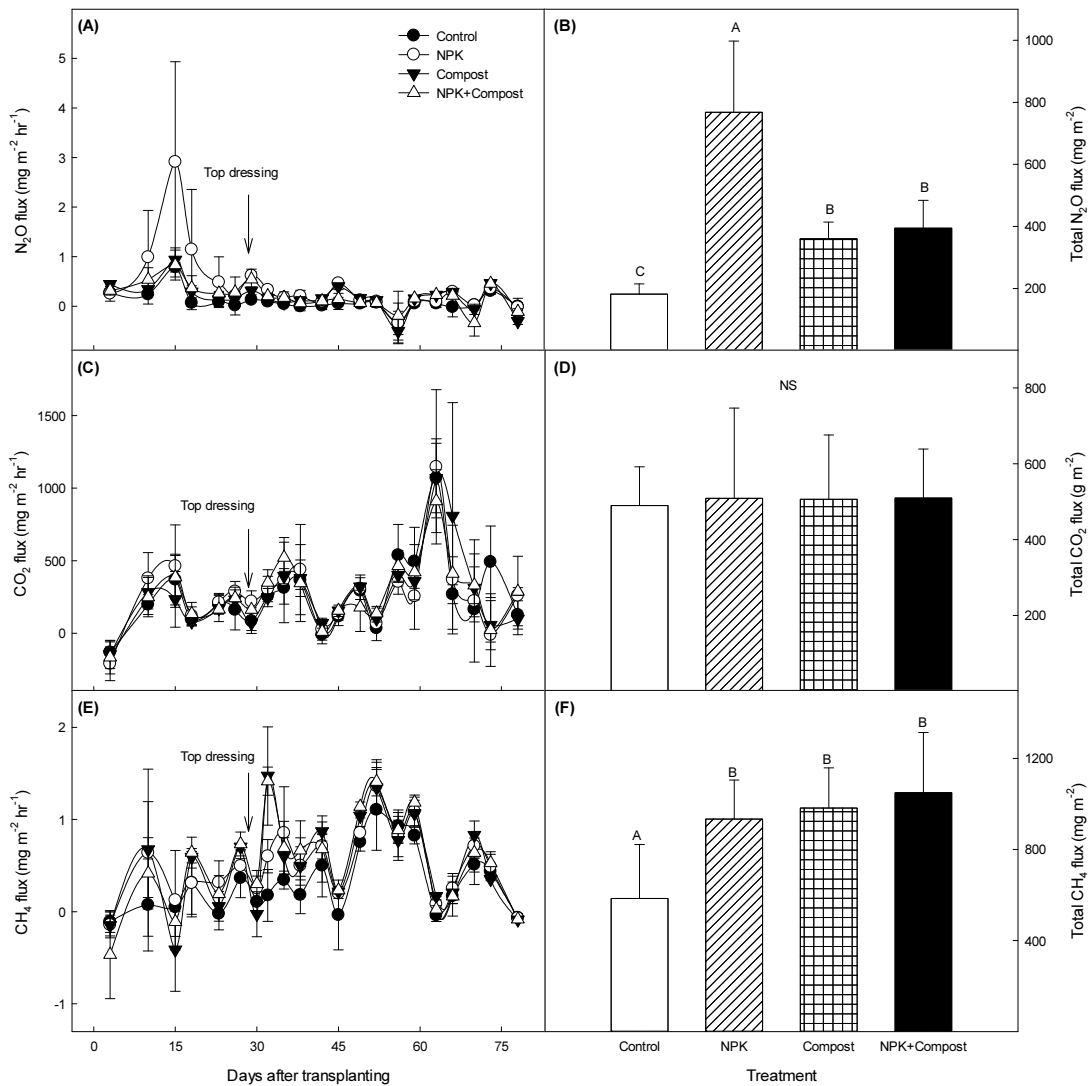 (A)
Control
NPK
Compost
NPK+Compost
Top dressing
N₂O flux (mg m⁻² hr⁻¹)
5
4
3
2
1
0
(B)
A
B
B
C
1000
800
600
400
200
Total N₂O flux (mg m⁻²)
(C)
Top dressing
CO₂ flux (mg m⁻² hr⁻¹)
1500
1000
500
0
(D)
NS
800
600
400
200
Total CO₂ flux (g m⁻²)
(E)
Top dressing
CH₄ flux (mg m⁻² hr⁻¹)
2
1
0
-1
0 15 30 45 60 75
Days after transplanting
(F)
A
B
B
B
1200
800
400
Total CH₄ flux (mg m⁻²)
Control NPK Compost NPK+Compost
Treatment